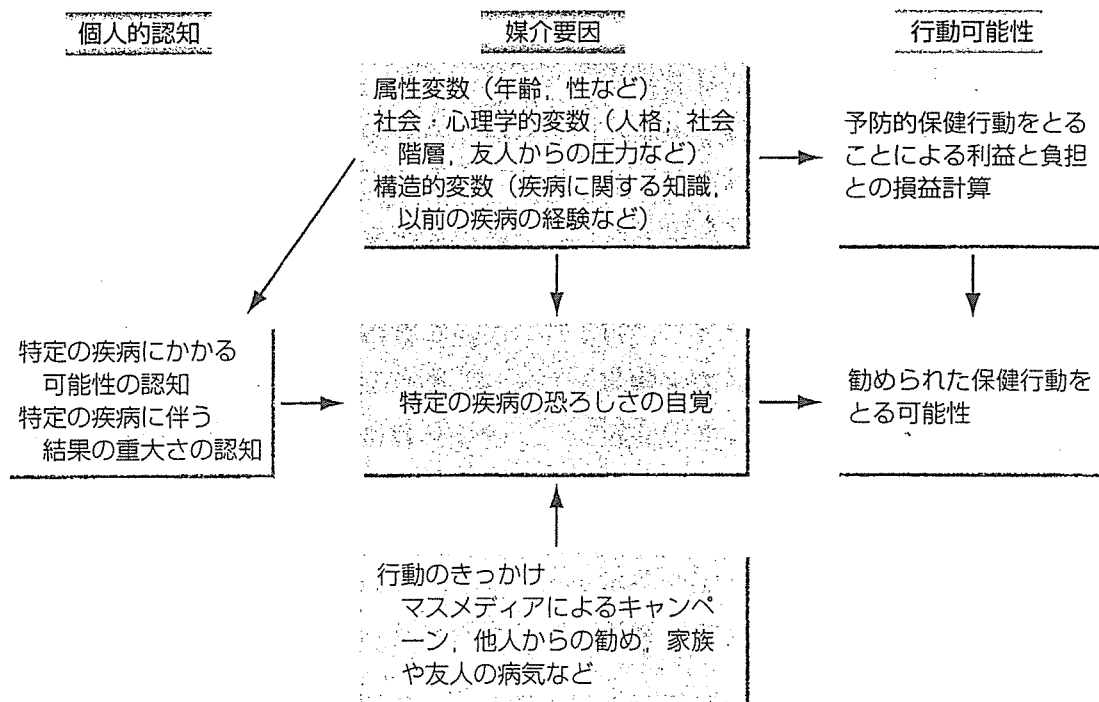 個人的認知
媒介要因
行動可能性
属性変数（年齢，性など）
社会・心理学的変数（人格，社会
階層，友人からの圧力など）
構造的変数（疾病に関する知識，
以前の疾病の経験など）
予防的保健行動をとる
ことによる利益と負担
との損益計算
特定の疾病にかかる
可能性の認知
特定の疾病に伴う
結果の重大さの認知
特定の疾病の恐ろしさの自覚
勧められた保健行動を
とる可能性
行動のきっかけ
マスメディアによるキャンペ
ーン，他人からの勧め，家族
や友人の病気など